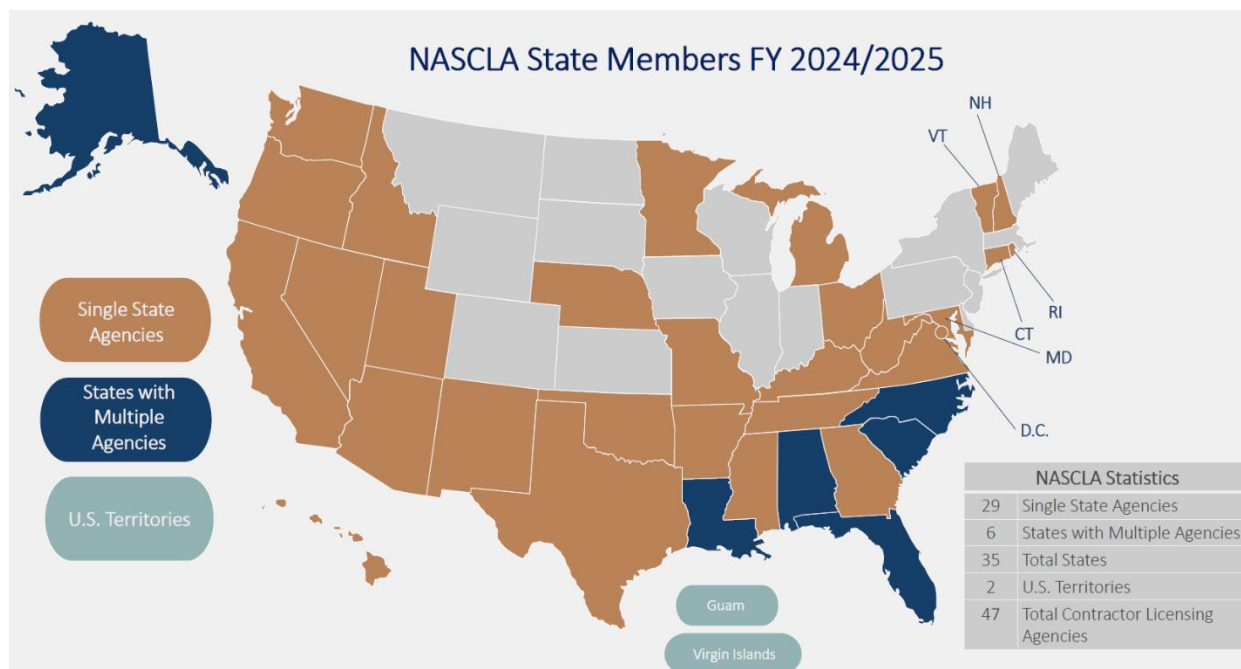 NASCLA State Members FY 2024/2025
NH
VT
Single State
Agencies
States with
Multiple
Agencies
U.S. Territories
RI
CT
MD
D.C.
Guam
Virgin Islands
NASCLA Statistics
29 Single State Agencies
6 States with Multiple Agencies
35 Total States
2 U.S. Territories
47 Total Contractor Licensing
Agencies